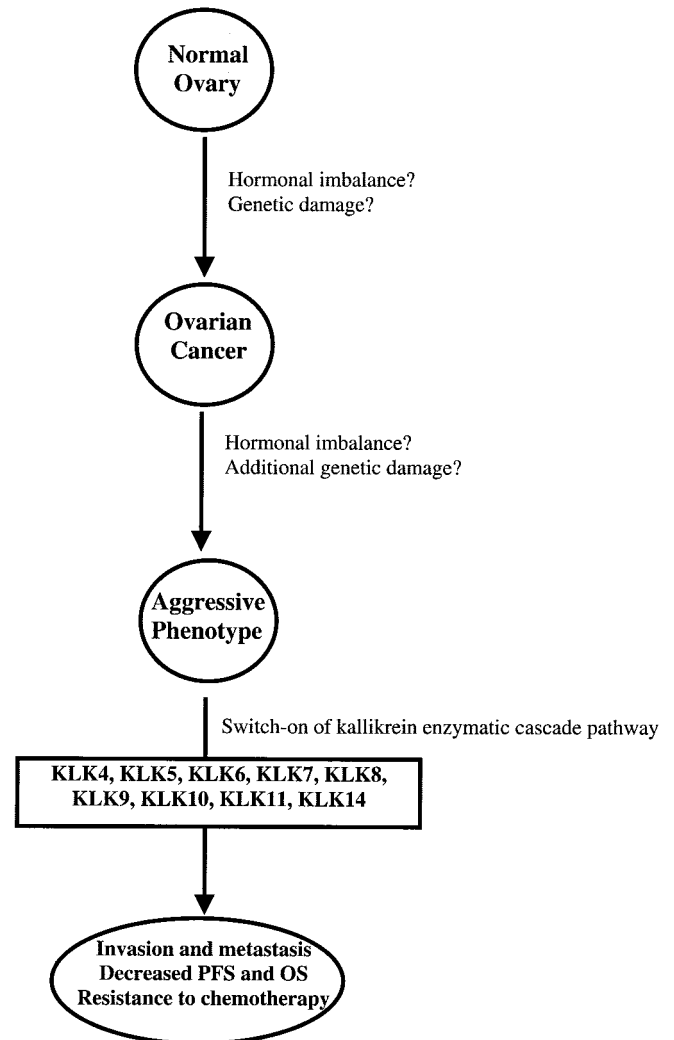 Normal
Ovary
Hormonal imbalance?
Genetic damage?
Ovarian
Cancer
Hormonal imbalance?
Additional genetic damage?
Aggressive
Phenotype
Switch-on of kallikrein enzymatic cascade pathway
KLK4, KLK5, KLK6, KLK7, KLK8,
KLK9, KLK10, KLK11, KLK14
Invasion and metastasis
Decreased PFS and OS
Resistance to chemotherapy